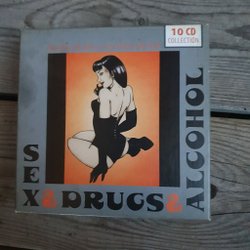 10 CD
COLLECTION
SEX & DRUGS & ALCOHOL